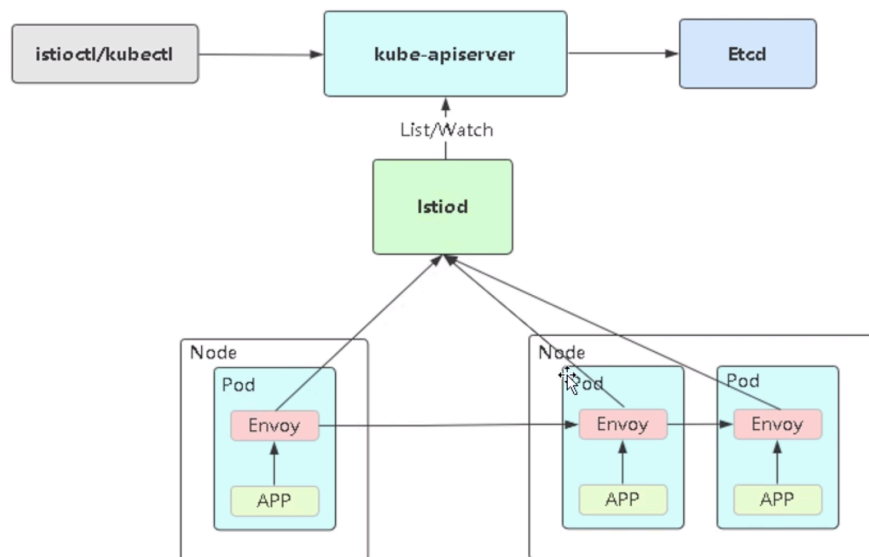 istioctl/kubectl
kube-apiserver
Etcd
List/Watch
Istiod
Node
Node
Pod
Pod
Pod
Envoy
Envoy
Envoy
APP
APP
APP